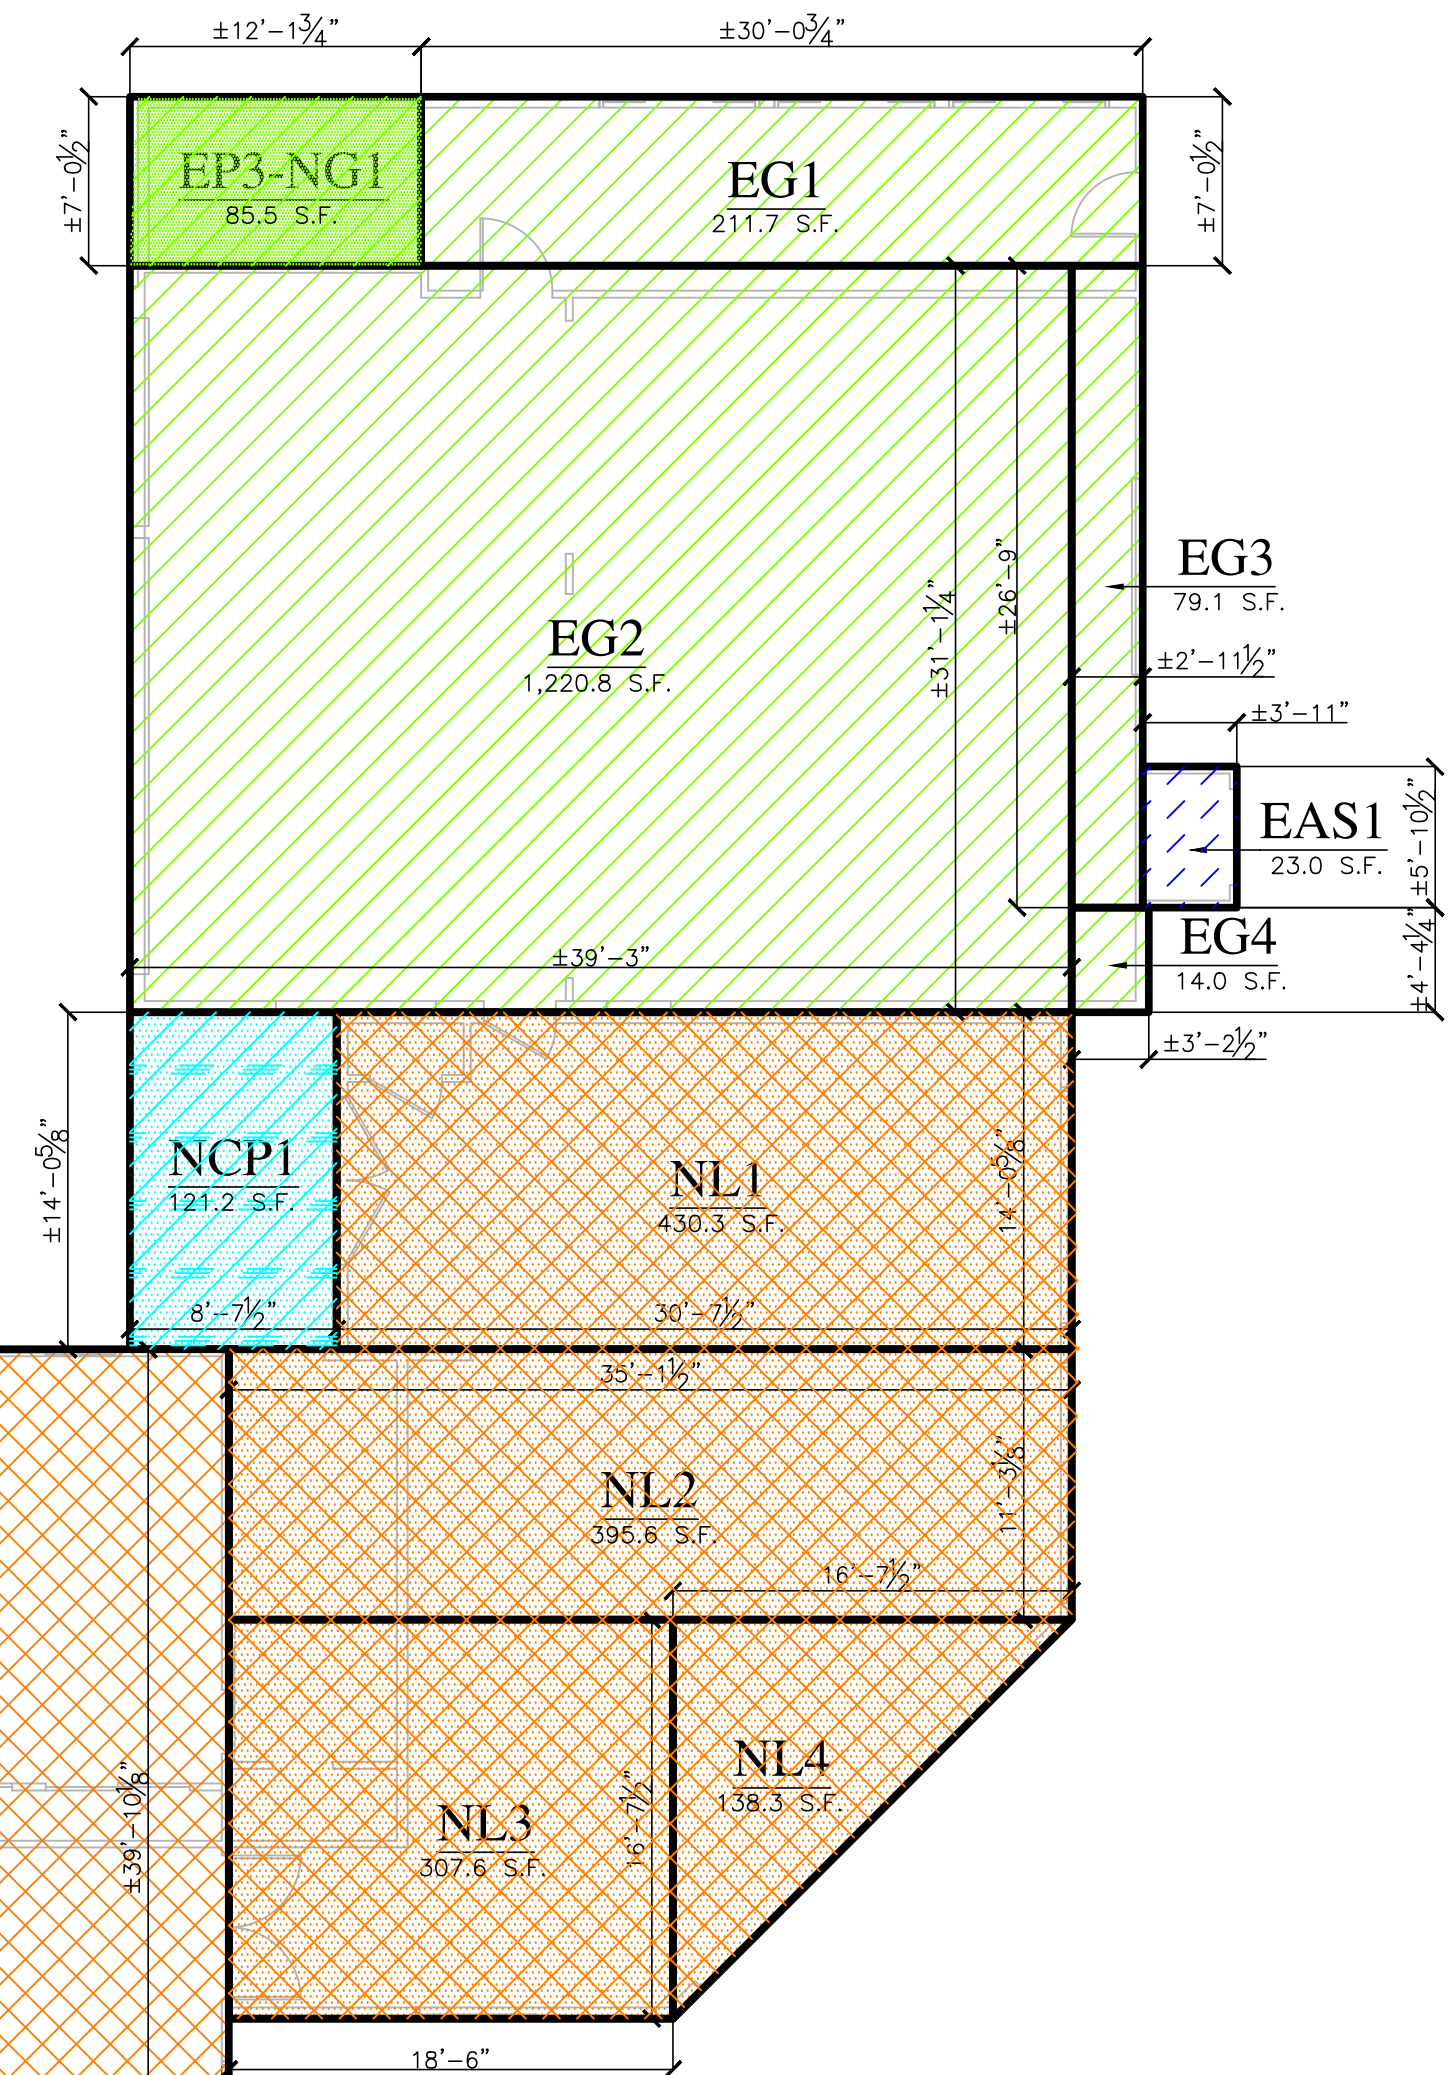 ±12'-1¾"
±30'-0¾"
±7'-0½"
EP3-NG1
85.5 S.F.
EG1
211.7 S.F.
±7'-0½"
EG3
79.1 S.F.
±26'-9"
±31'-1¼"
EG2
1,220.8 S.F.
±2'-11½"
±3'-11"
EAS1
23.0 S.F.
±5'-10½"
EG4
14.0 S.F.
±4'-4¼"
±39'-3"
±3'-2½"
±14'-0⅝"
NCP1
121.2 S.F.
NL1
430.3 S.F.
14'-0⅝"
8'-7½"
30'-7½"
35'-1½"
NL2
395.6 S.F.
11'-3⅛"
16'-7½"
±39'-10⅛"
NL4
138.3 S.F.
NL3
307.6 S.F.
16'-7½"
18'-6"